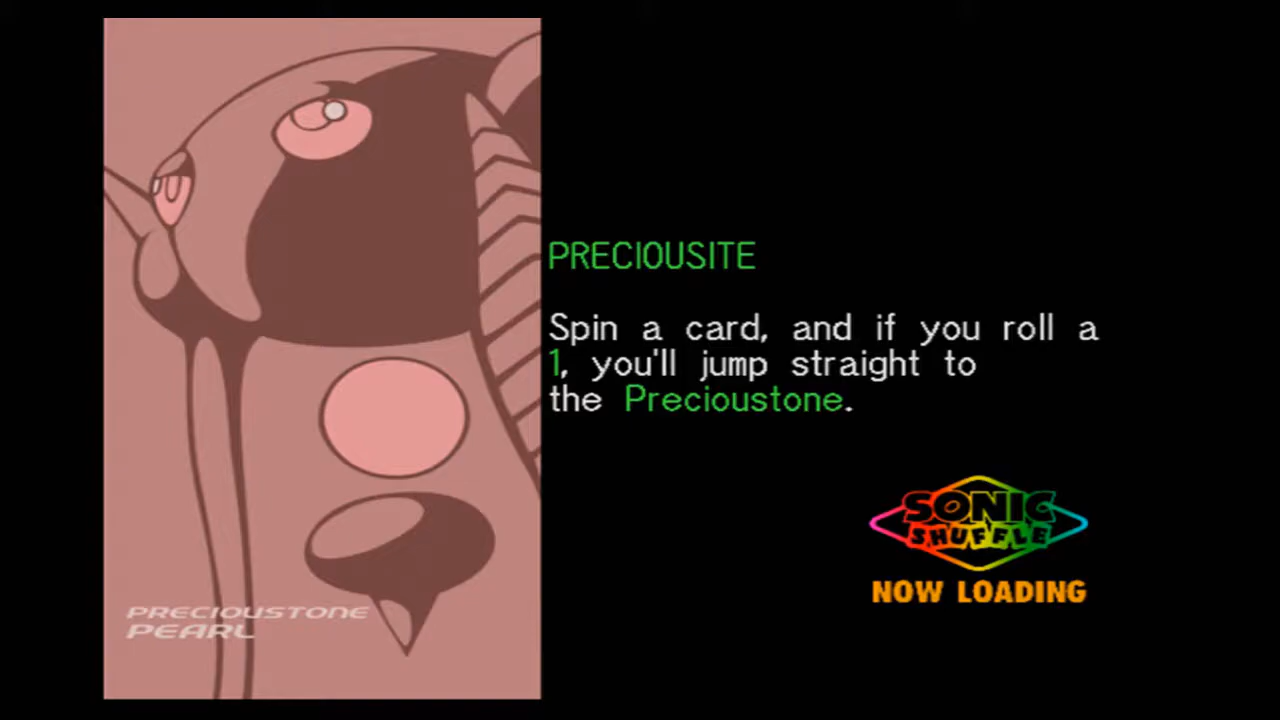 PRECIOUSITE
Spin a card, and if you roll a
1, you'll jump straight to
the Precioustone.
SONIC
SHUFFLE
NOW LOADING
PRECIOUSTONE
PEARL